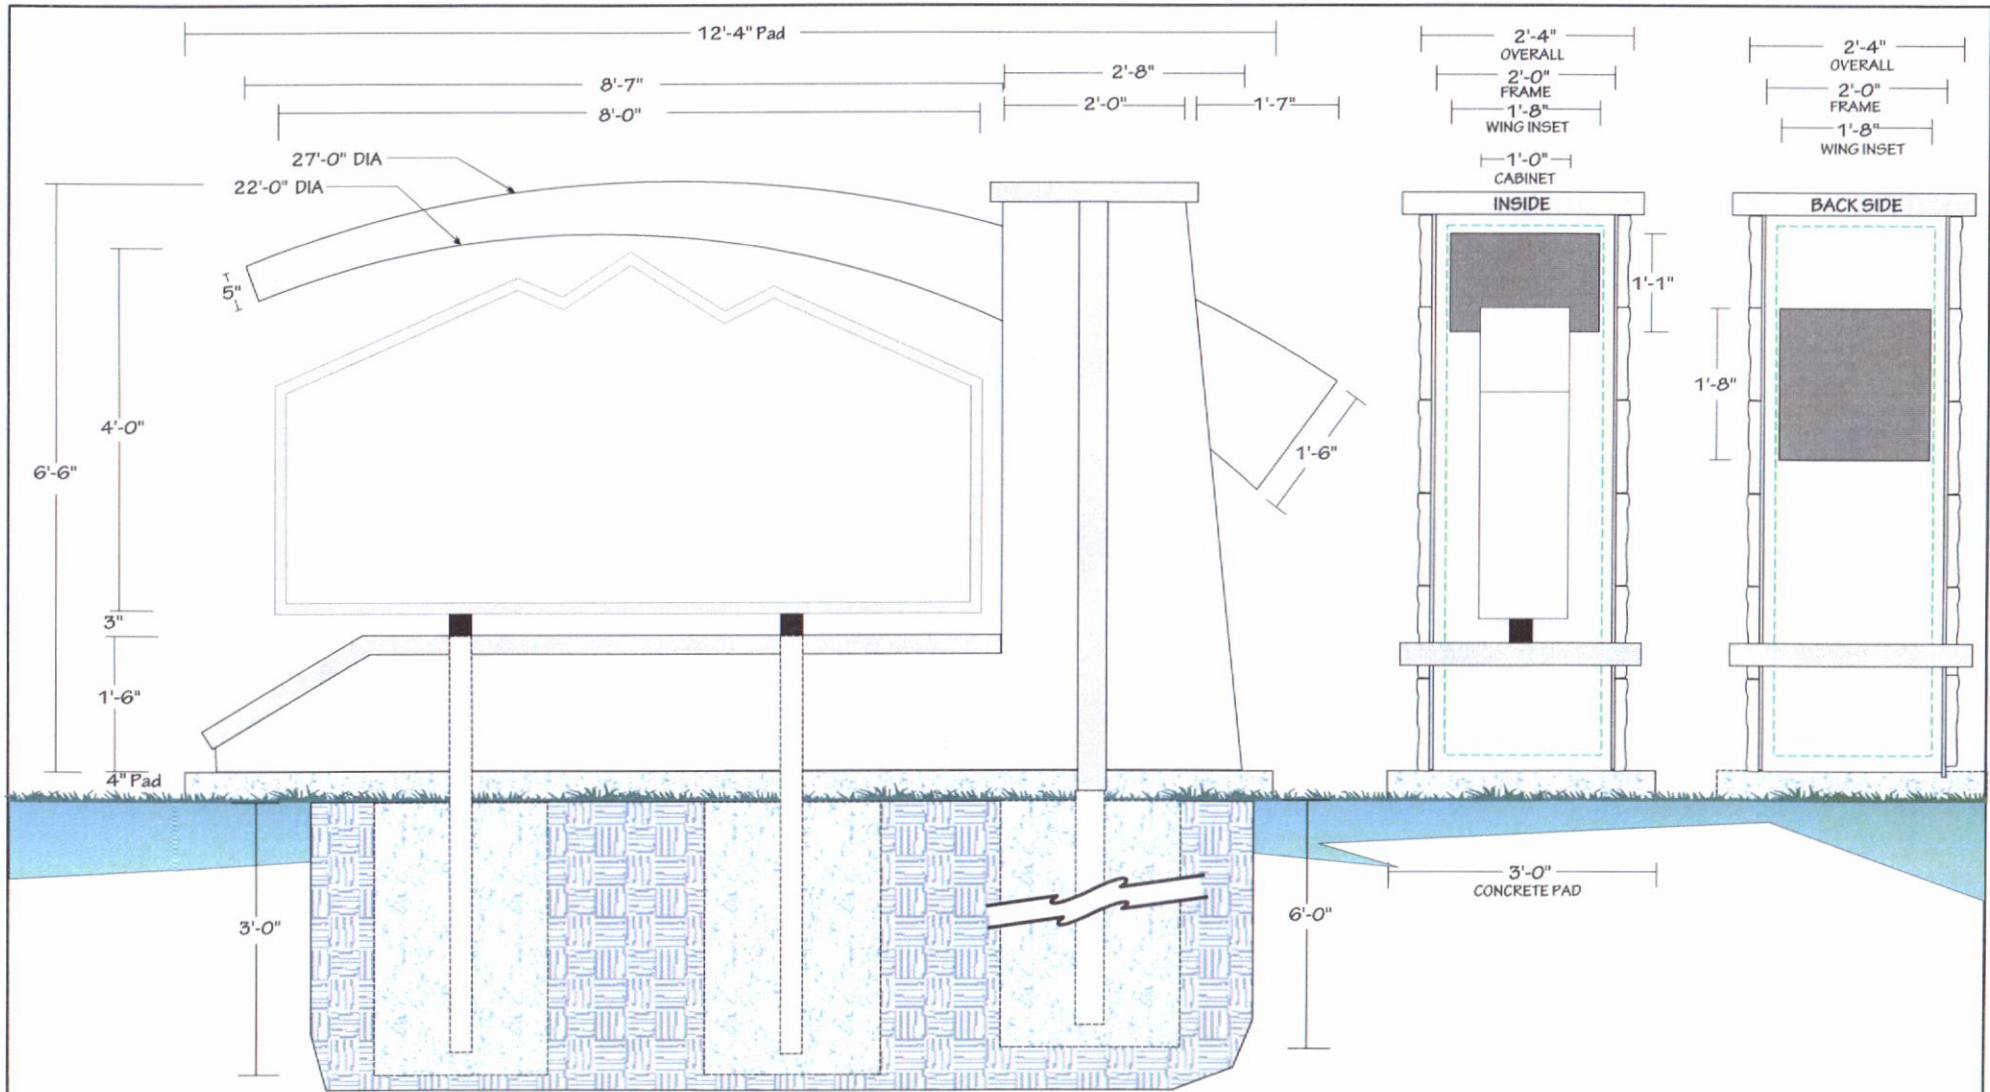 12'-4" Pad
8'-7"
2'-8"
8'-0"
2'-0"
1'-7"
27'-0" DIA
22'-0" DIA
5"
6'-6"
4'-0"
3"
1'-6"
4" Pad
1'-6"
3'-0"
6'-0"
2'-4"
OVERALL
2'-0"
FRAME
1'-8"
WING INSET
1'-0"
CABINET
INSIDE
1'-1"
2'-4"
OVERALL
2'-0"
FRAME
1'-8"
WING INSET
BACK SIDE
1'-8"
3'-0"
CONCRETE PAD